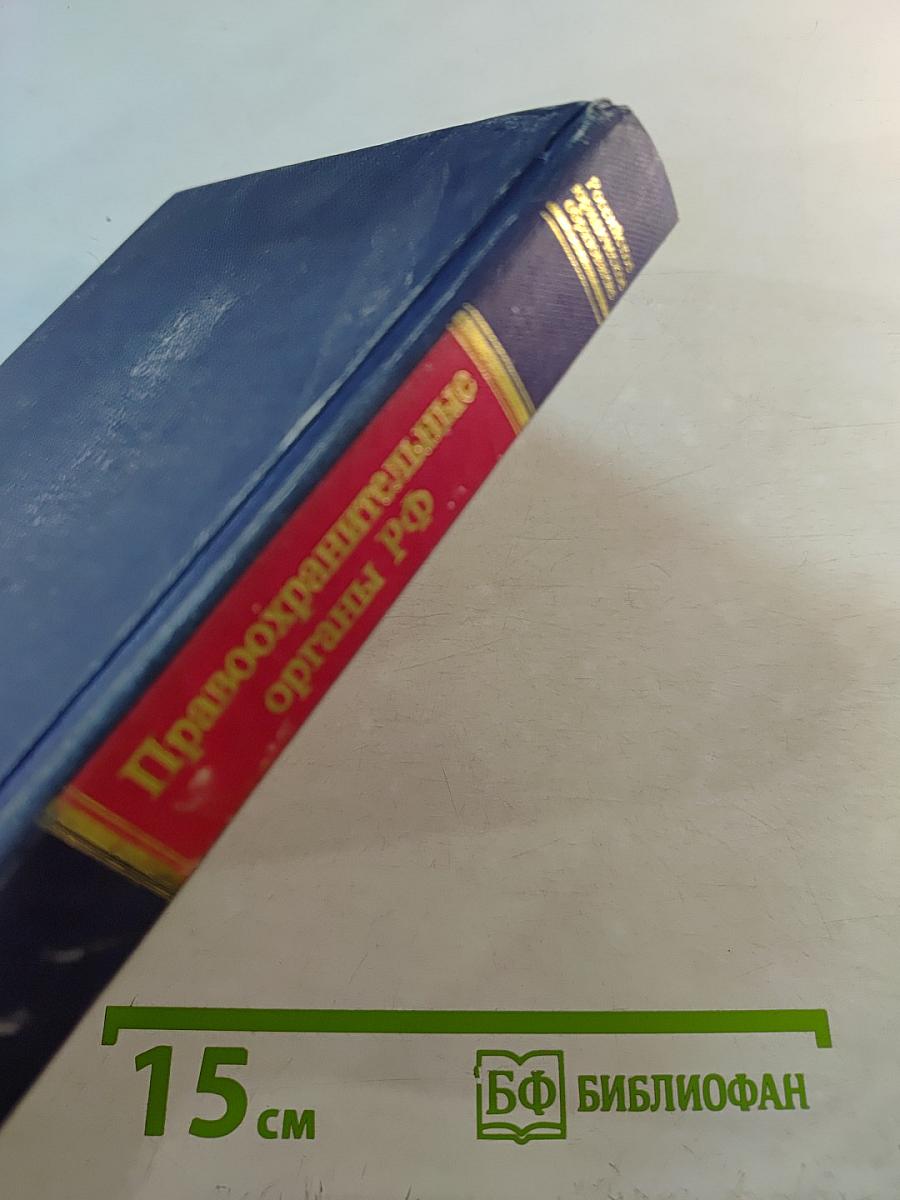 Правоохранительные
органы РФ
15 см
БФ БИБЛИОФАН